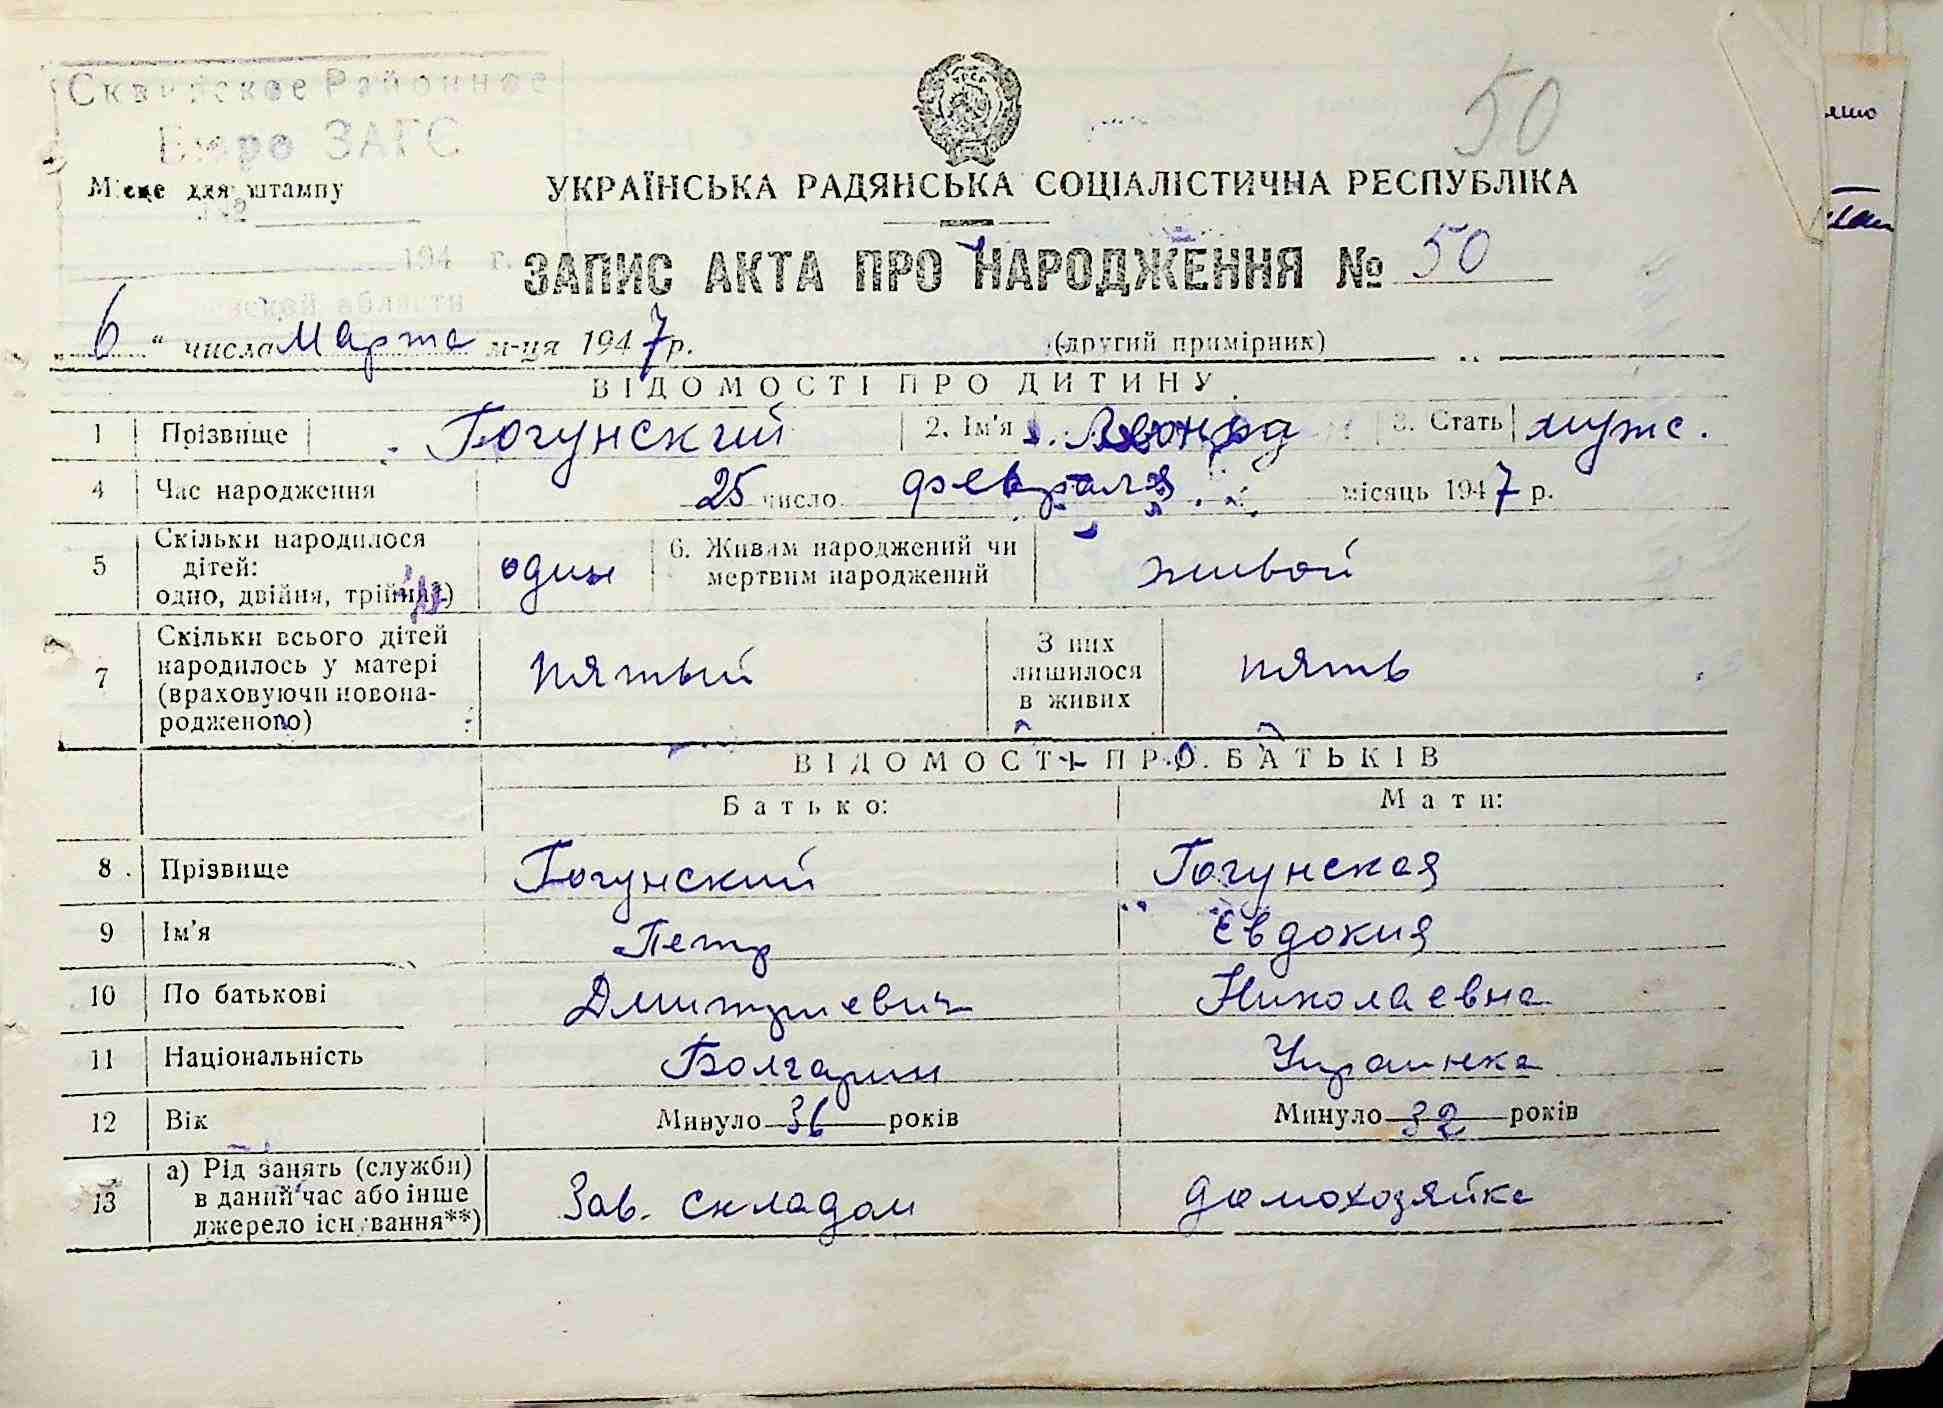 Сквирское Районное
Бюро ЗАГС
50
Місце для штампу
УКРАЇНСЬКА РАДЯНСЬКА СОЦІАЛІСТИЧНА РЕСПУБЛІКА
194 г.
ЗАПИС АКТА ПРО НАРОДЖЕННЯ № 50
области
„6“ числа Марта м-ця 1947 р.
(другий примірник)
ВІДОМОСТІ ПРО ДИТИНУ
1 Прізвище Гогунский 2. Ім'я Леонид 3. Стать муж.
4 Час народження 25 число февраля місяць 1947 р.
5 Скільки народилося дітей: одно, двійня, трійня) один 6. Живим народжений чи мертвим народжений живой
7 Скільки всього дітей народилось у матері (враховуючи новонародженого) пятый З них лишилося в живих пять
ВІДОМОСТІ ПРО БАТЬКІВ
Батько: Мати:
8 Прізвище Гогунский Гогунская
9 Ім'я Петр Евдокия
10 По батькові Дмитриевич Николаевна
11 Національність Болгарин Украинка
12 Вік Минуло 36 років Минуло 32 років
13 а) Рід занять (служби) в даний час або інше джерело існування**) Зав. складом домохозяйка